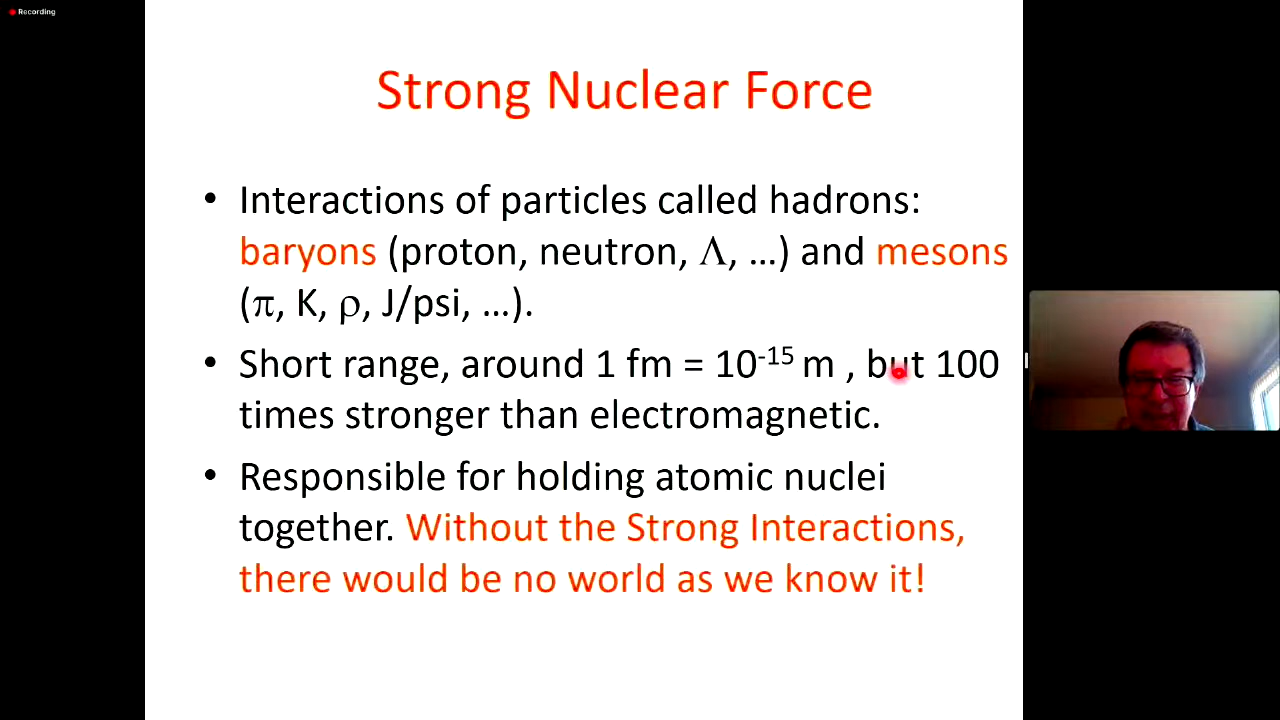 Recording
Strong Nuclear Force
• Interactions of particles called hadrons:
baryons (proton, neutron, Λ, …) and mesons
(π, K, ρ, J/psi, …).
• Short range, around 1 fm = 10⁻¹⁵ m , but 100
times stronger than electromagnetic.
• Responsible for holding atomic nuclei
together. Without the Strong Interactions,
there would be no world as we know it!